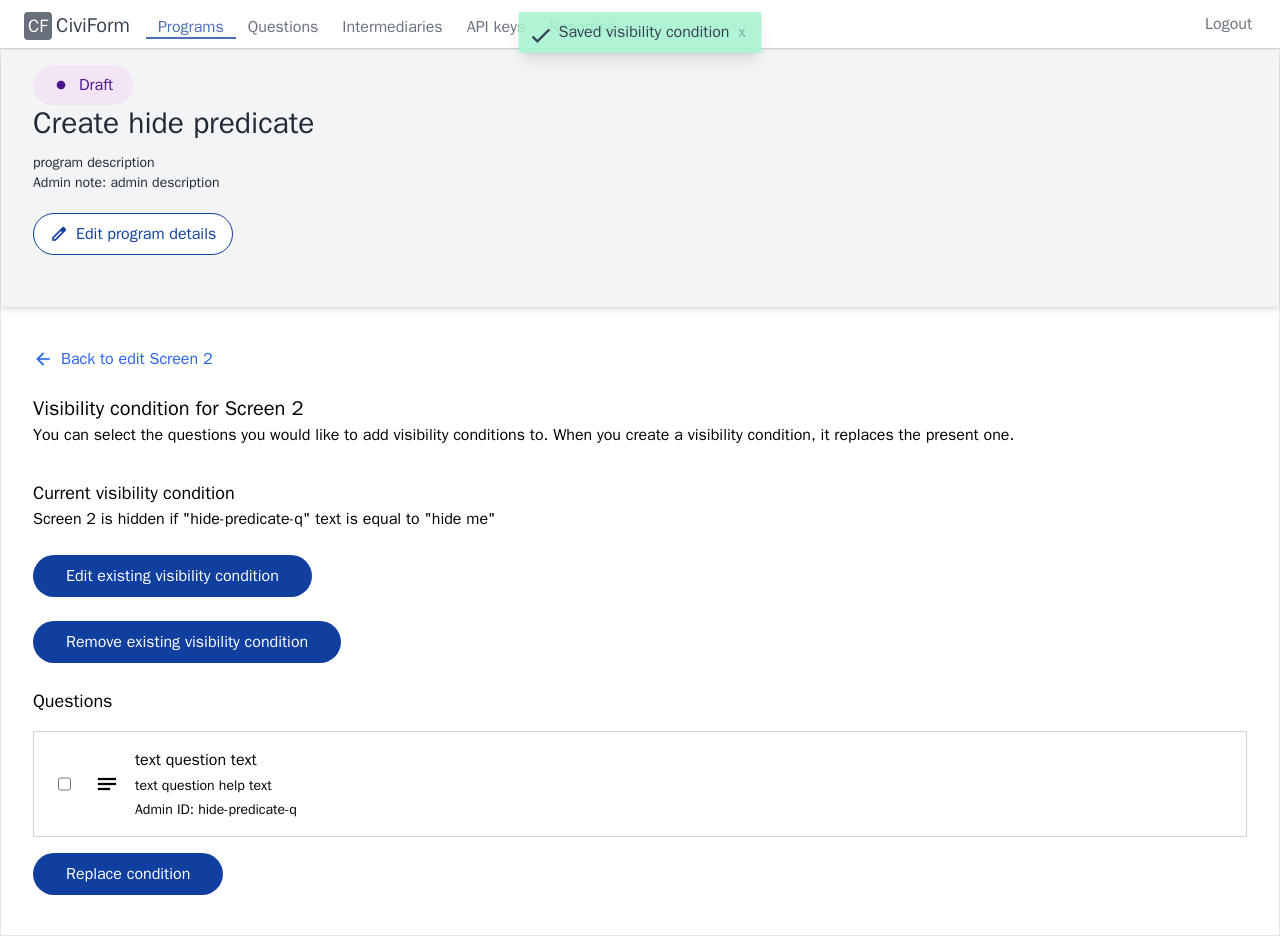 CF CiviForm Programs Questions Intermediaries API keys Logout
Saved visibility condition x
Draft
Create hide predicate
program description
Admin note: admin description
Edit program details
Back to edit Screen 2
Visibility condition for Screen 2
You can select the questions you would like to add visibility conditions to. When you create a visibility condition, it replaces the present one.
Current visibility condition
Screen 2 is hidden if "hide-predicate-q" text is equal to "hide me"
Edit existing visibility condition
Remove existing visibility condition
Questions
text question text
text question help text
Admin ID: hide-predicate-q
Replace condition